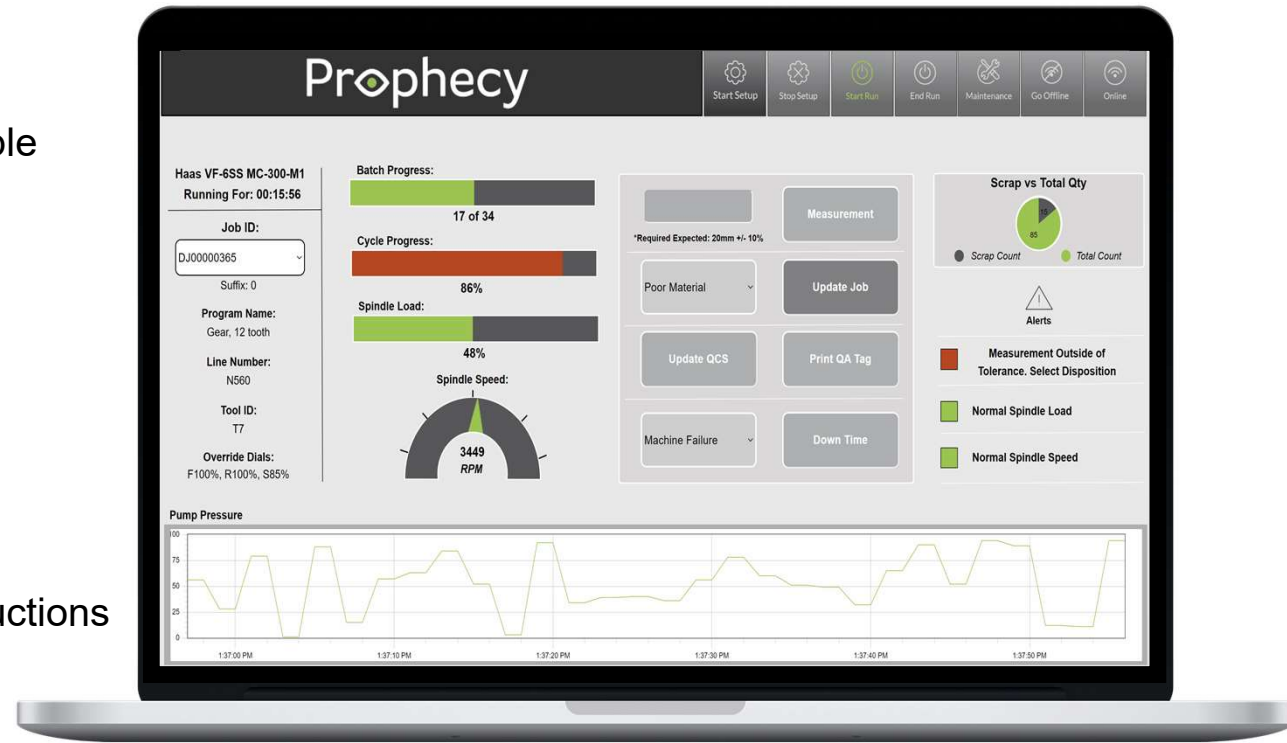 Prophecy
Start Setup
Stop Setup
Start Run
End Run
Maintenance
Go Offline
Online
ple
uctions
Haas VF-6SS MC-300-M1
Running For: 00:15:56
Job ID:
DJ00000365
Suffix: 0
Program Name:
Gear, 12 tooth
Line Number:
N560
Tool ID:
T7
Override Dials:
F100%, R100%, S85%
Batch Progress:
17 of 34
Cycle Progress:
86%
Spindle Load:
48%
Spindle Speed:
3449
RPM
*Required Expected: 20mm +/- 10%
Measurement
Poor Material
Update Job
Update QCS
Print QA Tag
Machine Failure
Down Time
Scrap vs Total Qty
10
85
Scrap Count
Total Count
Alerts
Measurement Outside of
Tolerance. Select Disposition
Normal Spindle Load
Normal Spindle Speed
Pump Pressure
100
75
50
25
0
1:37:00 PM
1:37:10 PM
1:37:20 PM
1:37:30 PM
1:37:40 PM
1:37:50 PM